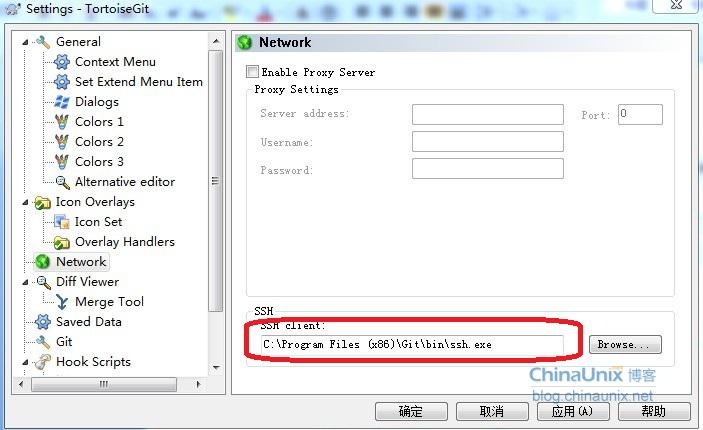 Settings - TortoiseGit
General
Context Menu
Set Extend Menu Item
Dialogs
Colors 1
Colors 2
Colors 3
Alternative editor
Icon Overlays
Icon Set
Overlay Handlers
Network
Diff Viewer
Merge Tool
Saved Data
Git
Hook Scripts
Network
Enable Proxy Server
Proxy Settings
Server address:
Port: 0
Username:
Password:
SSH
SSH client:
C:\Program Files (x86)\Git\bin\ssh.exe
Browse...
ChinaUnix 博客
blog.chinaunix.net
确定 取消 应用(A) 帮助